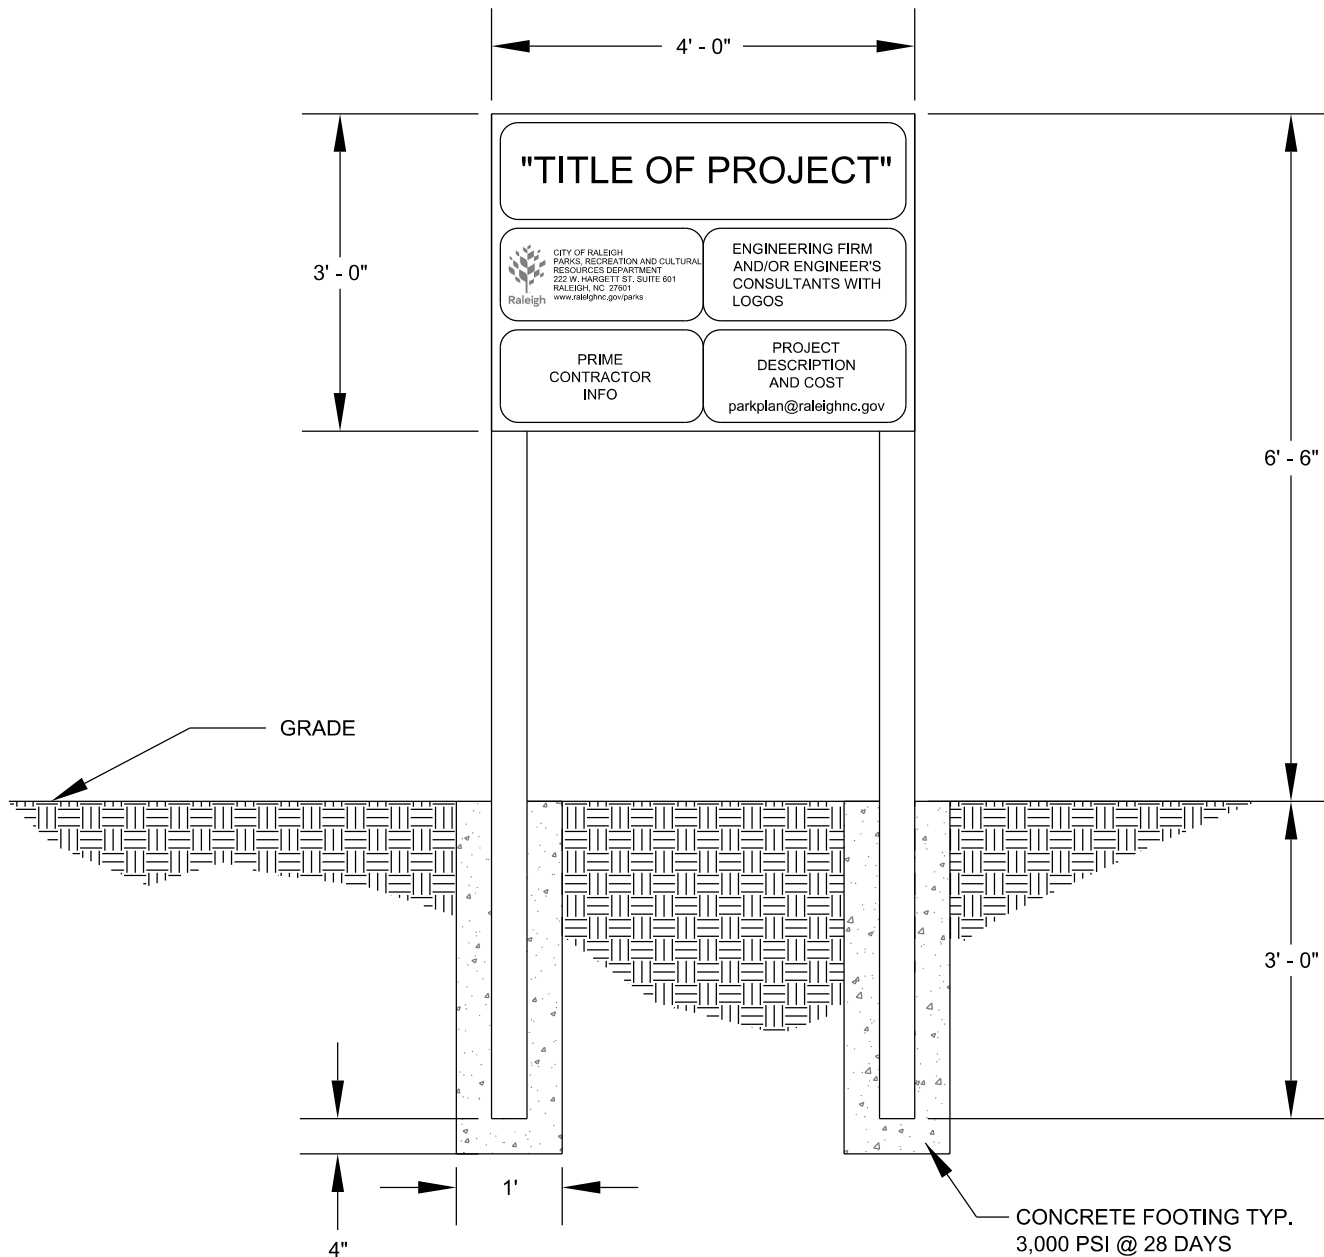 4' - 0"
"TITLE OF PROJECT"
3' - 0"
Raleigh
CITY OF RALEIGH
PARKS, RECREATION AND CULTURAL
RESOURCES DEPARTMENT
222 W. HARGETT ST. SUITE 601
RALEIGH, NC 27601
www.raleighnc.gov/parks
ENGINEERING FIRM
AND/OR ENGINEER'S
CONSULTANTS WITH
LOGOS
PRIME
CONTRACTOR
INFO
PROJECT
DESCRIPTION
AND COST
parkplan@raleighnc.gov
6' - 6"
GRADE
3' - 0"
1'
4"
CONCRETE FOOTING TYP.
3,000 PSI @ 28 DAYS